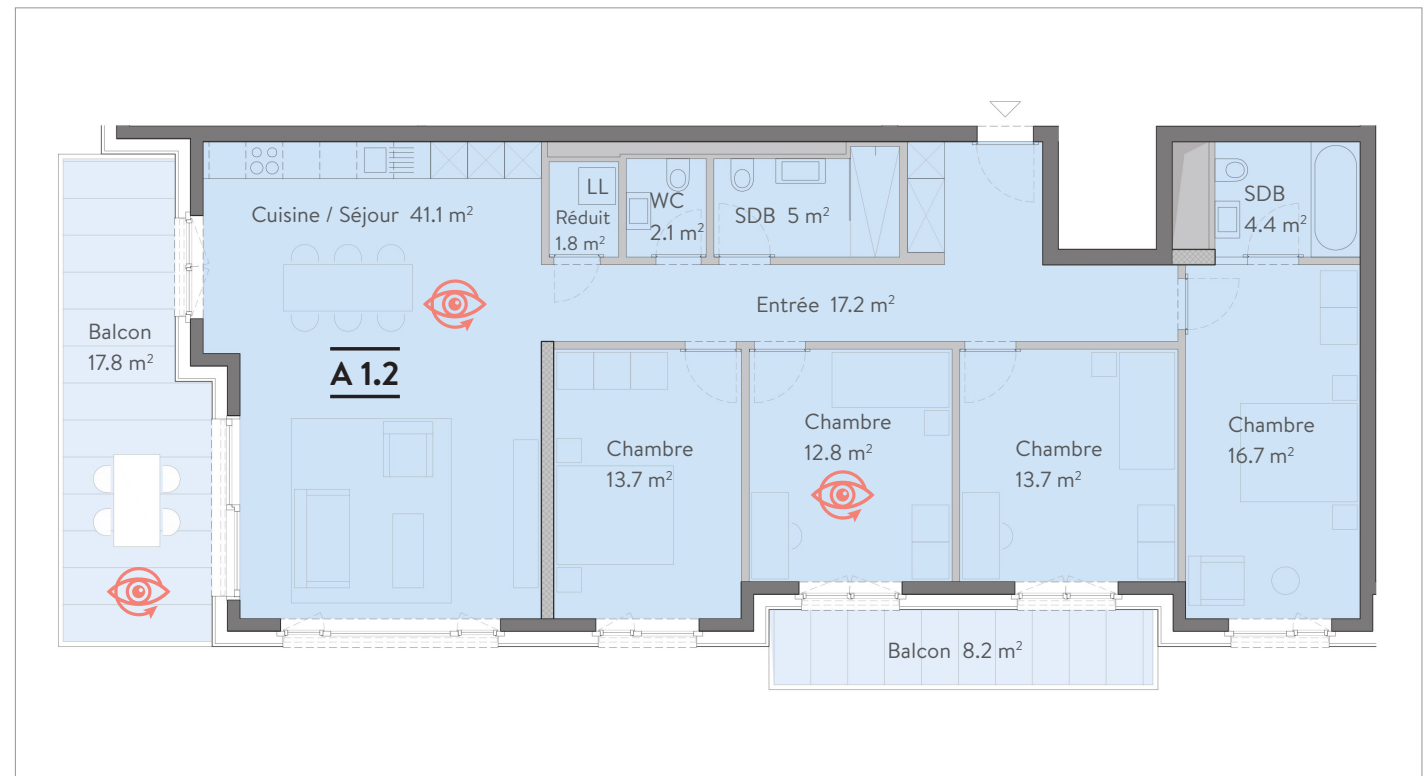 Cuisine / Séjour 41.1 m²
LL
Réduit
1.8 m²
WC
2.1 m²
SDB 5 m²
SDB
4.4 m²
Entrée 17.2 m²
Balcon
17.8 m²
A 1.2
Chambre
13.7 m²
Chambre
12.8 m²
Chambre
13.7 m²
Chambre
16.7 m²
Balcon 8.2 m²